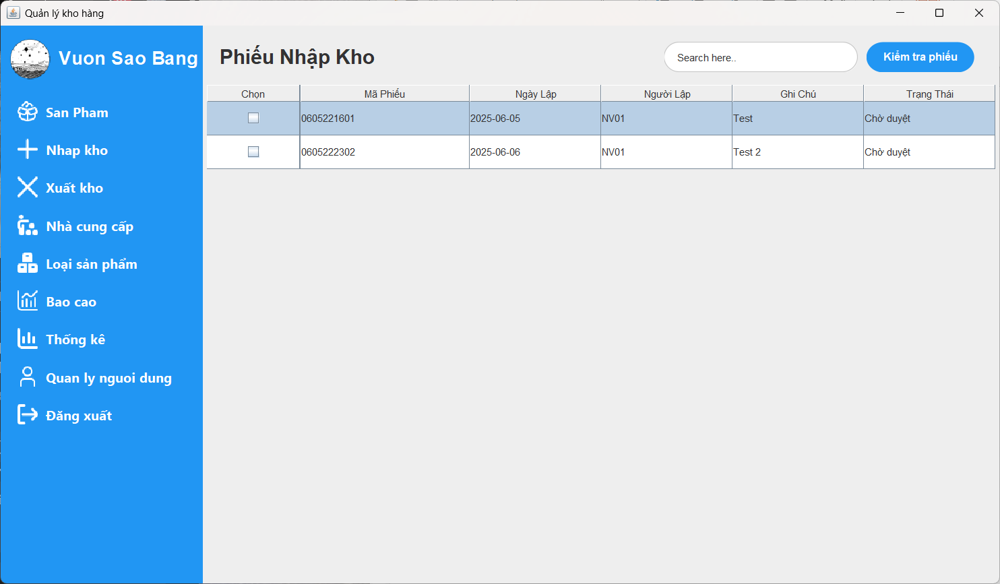 Quản lý kho hàng
Vuon Sao Bang
San Pham
Nhap kho
Xuất kho
Nhà cung cấp
Loại sản phẩm
Bao cao
Thống kê
Quan ly nguoi dung
Đăng xuất
Phiếu Nhập Kho
Search here..
Kiểm tra phiếu
Chọn Mã Phiếu Ngày Lập Người Lập Ghi Chú Trạng Thái
0605221601 2025-06-05 NV01 Test Chờ duyệt
0605222302 2025-06-06 NV01 Test 2 Chờ duyệt